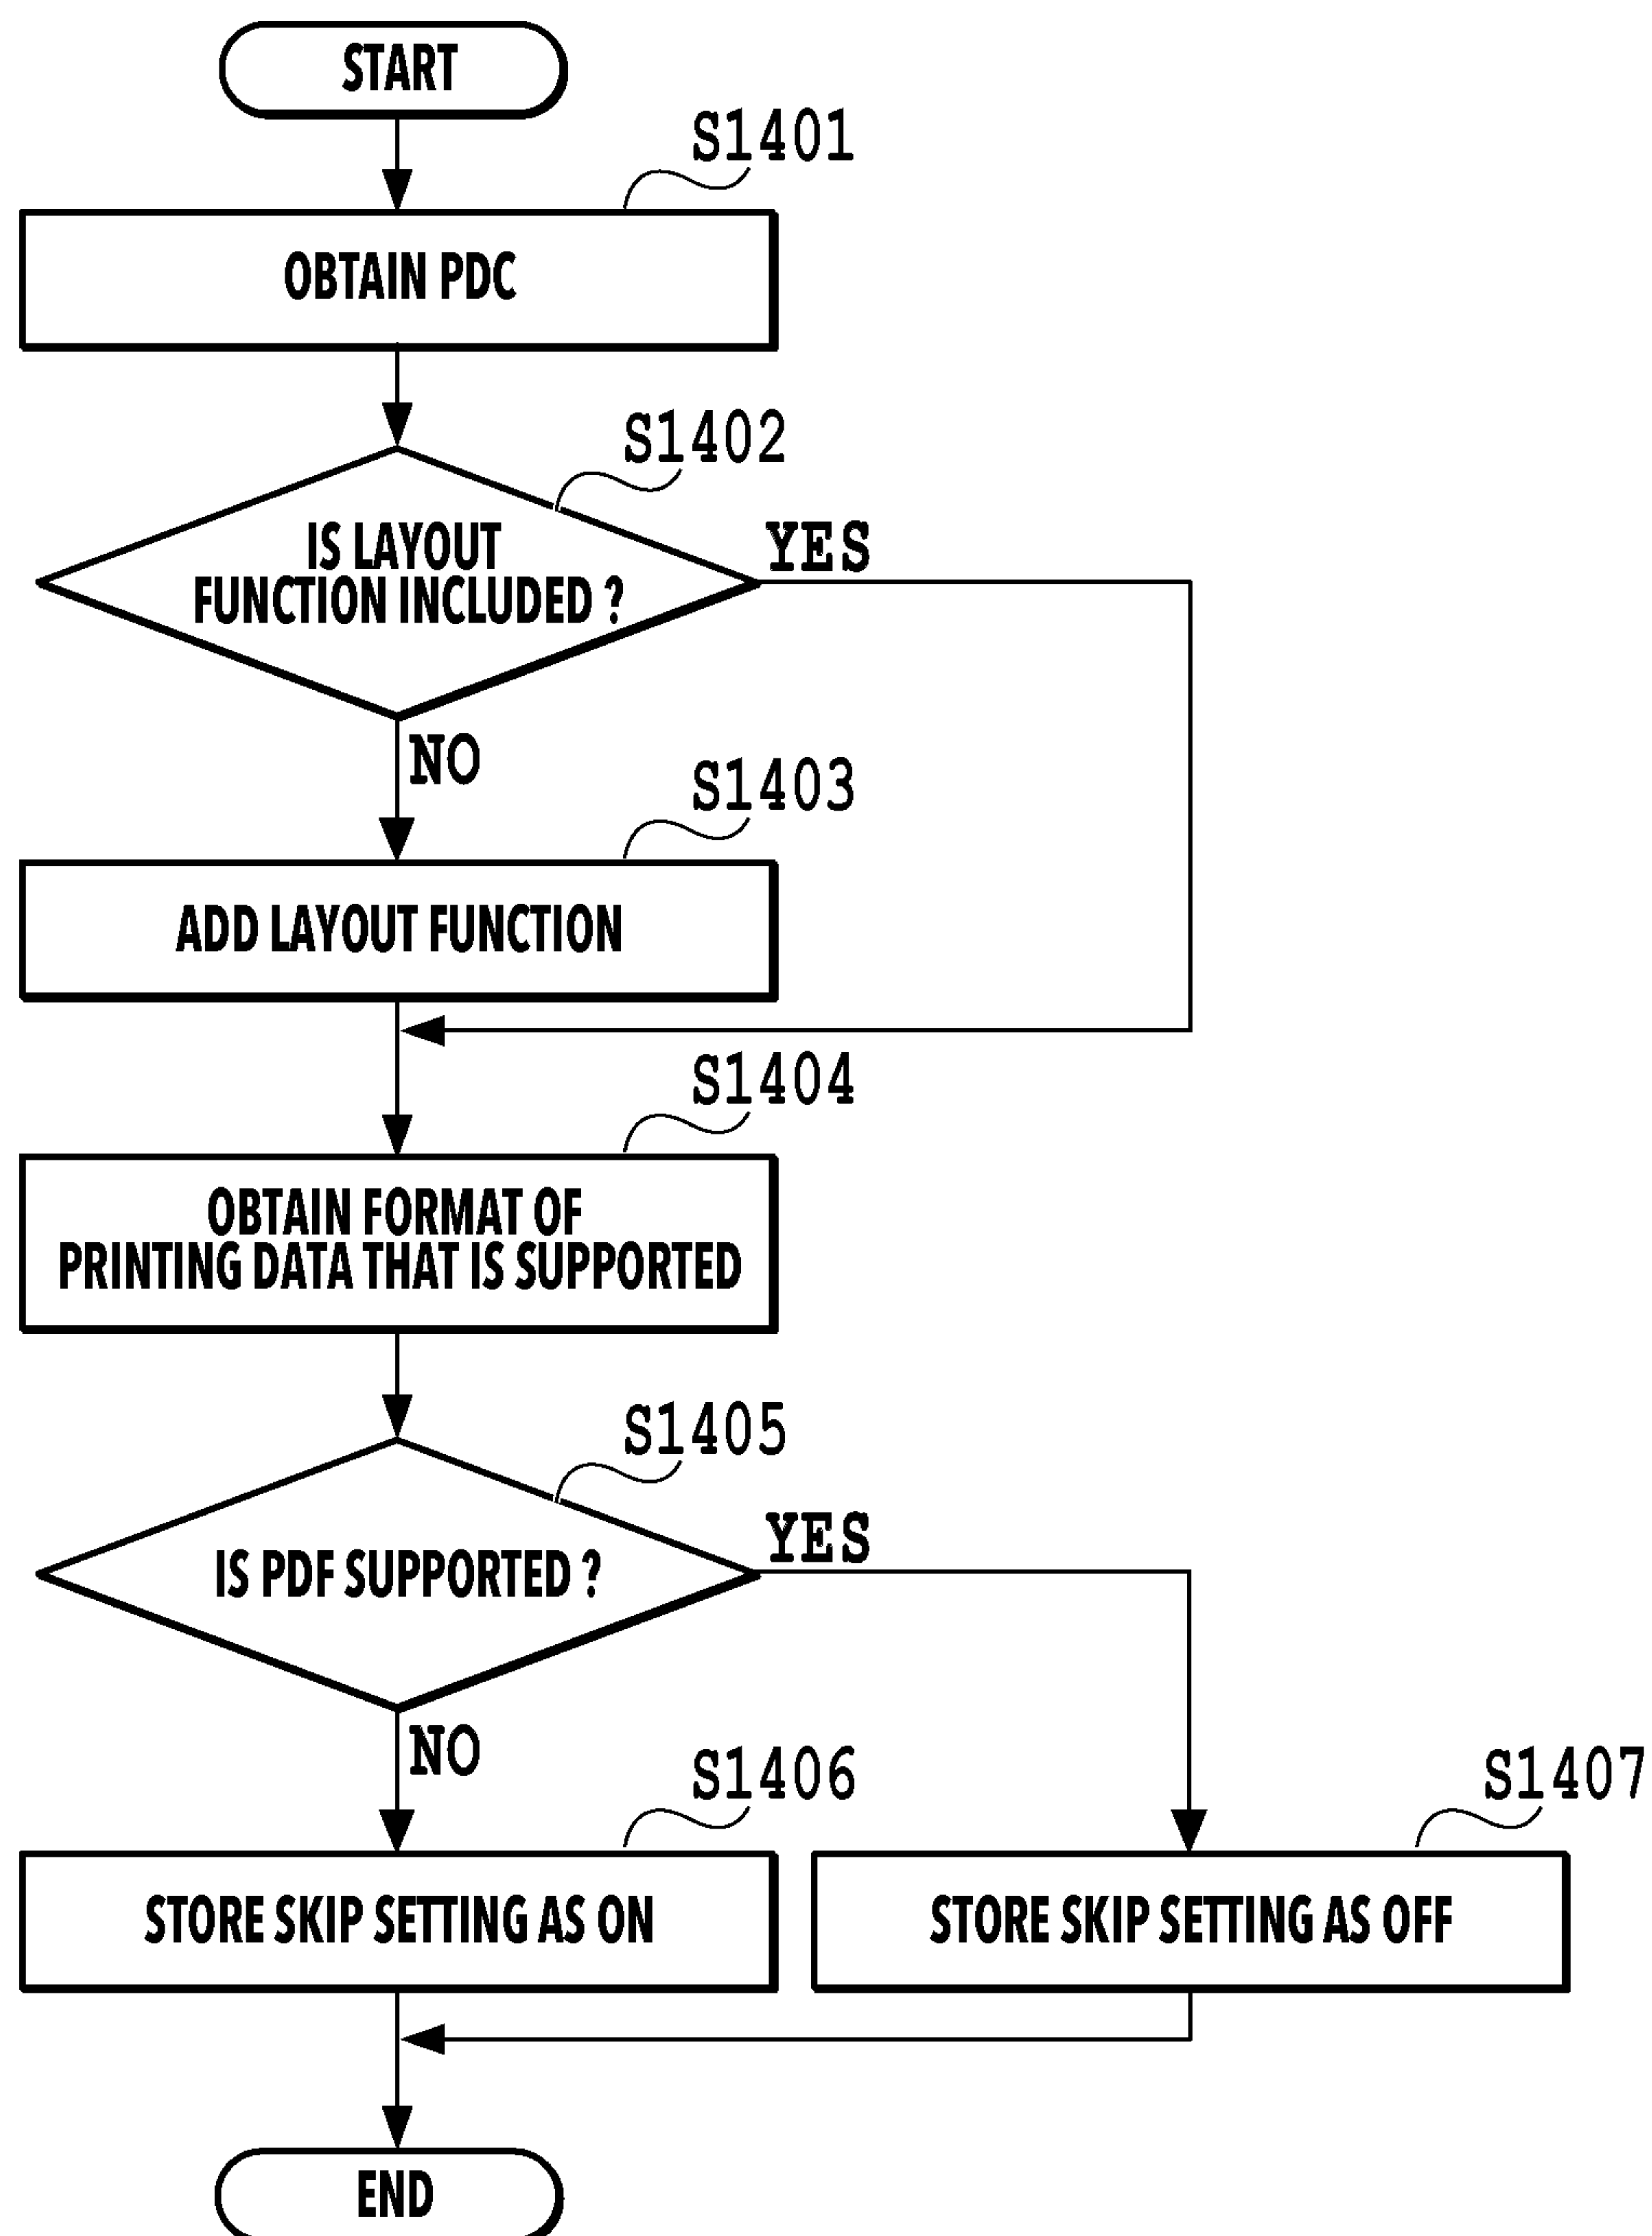 START
S1401
OBTAIN PDC
S1402
IS LAYOUT
FUNCTION INCLUDED ?
YES
NO
S1403
ADD LAYOUT FUNCTION
S1404
OBTAIN FORMAT OF
PRINTING DATA THAT IS SUPPORTED
S1405
IS PDF SUPPORTED ?
YES
NO
S1406
S1407
STORE SKIP SETTING AS ON
STORE SKIP SETTING AS OFF
END